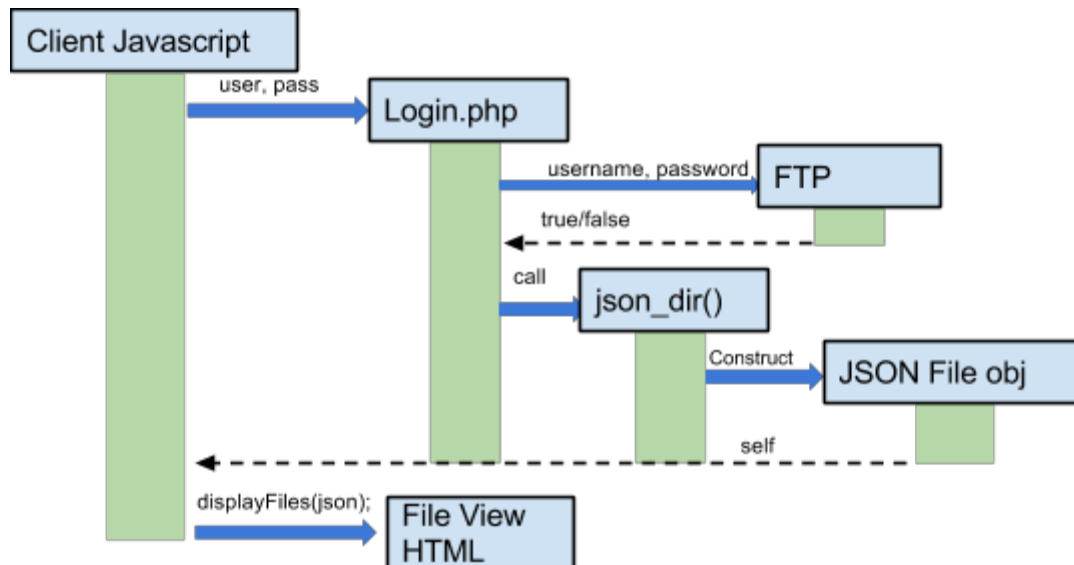 Client Javascript
user, pass
Login.php
username, password
FTP
true/false
call
json_dir()
Construct
JSON File obj
self
displayFiles(json);
File View
HTML